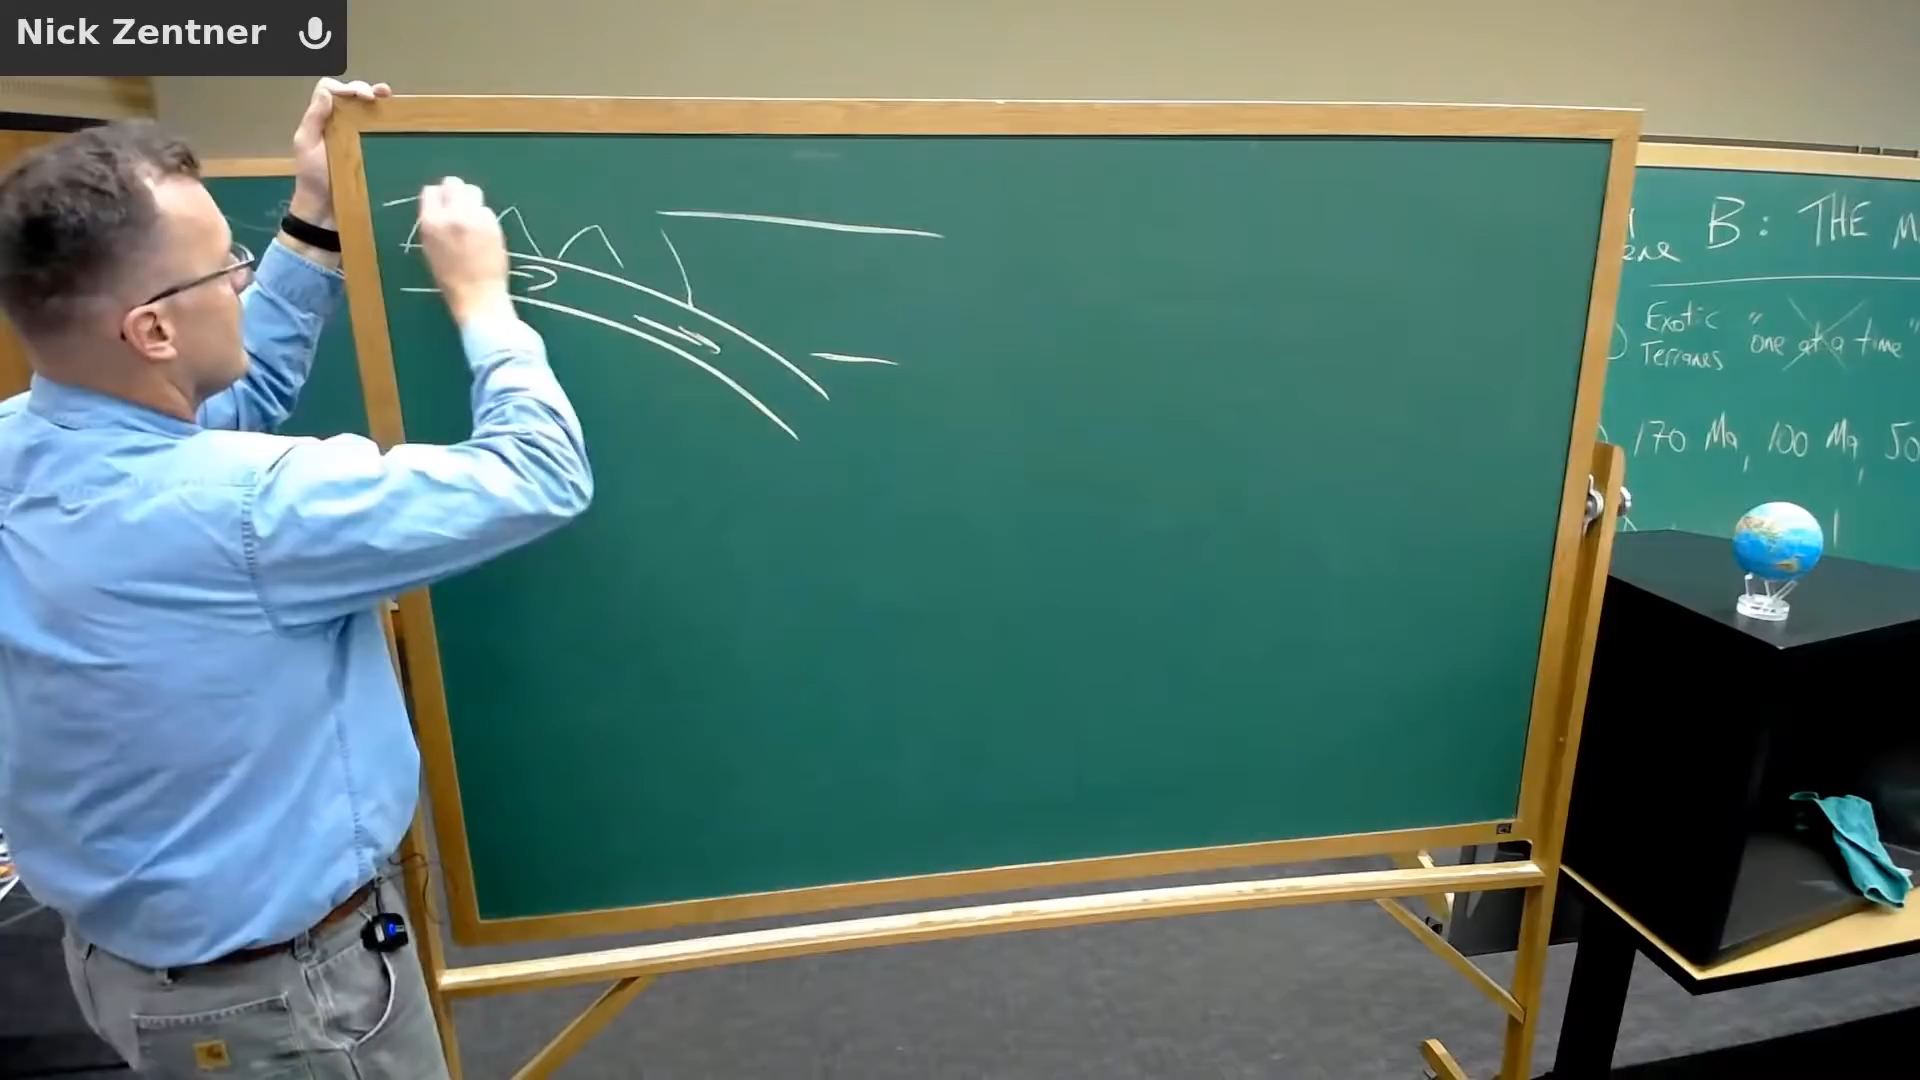 Nick Zentner
B: THE M
Exotic "one at a time"
Terranes
170 Ma, 100 Ma, 50